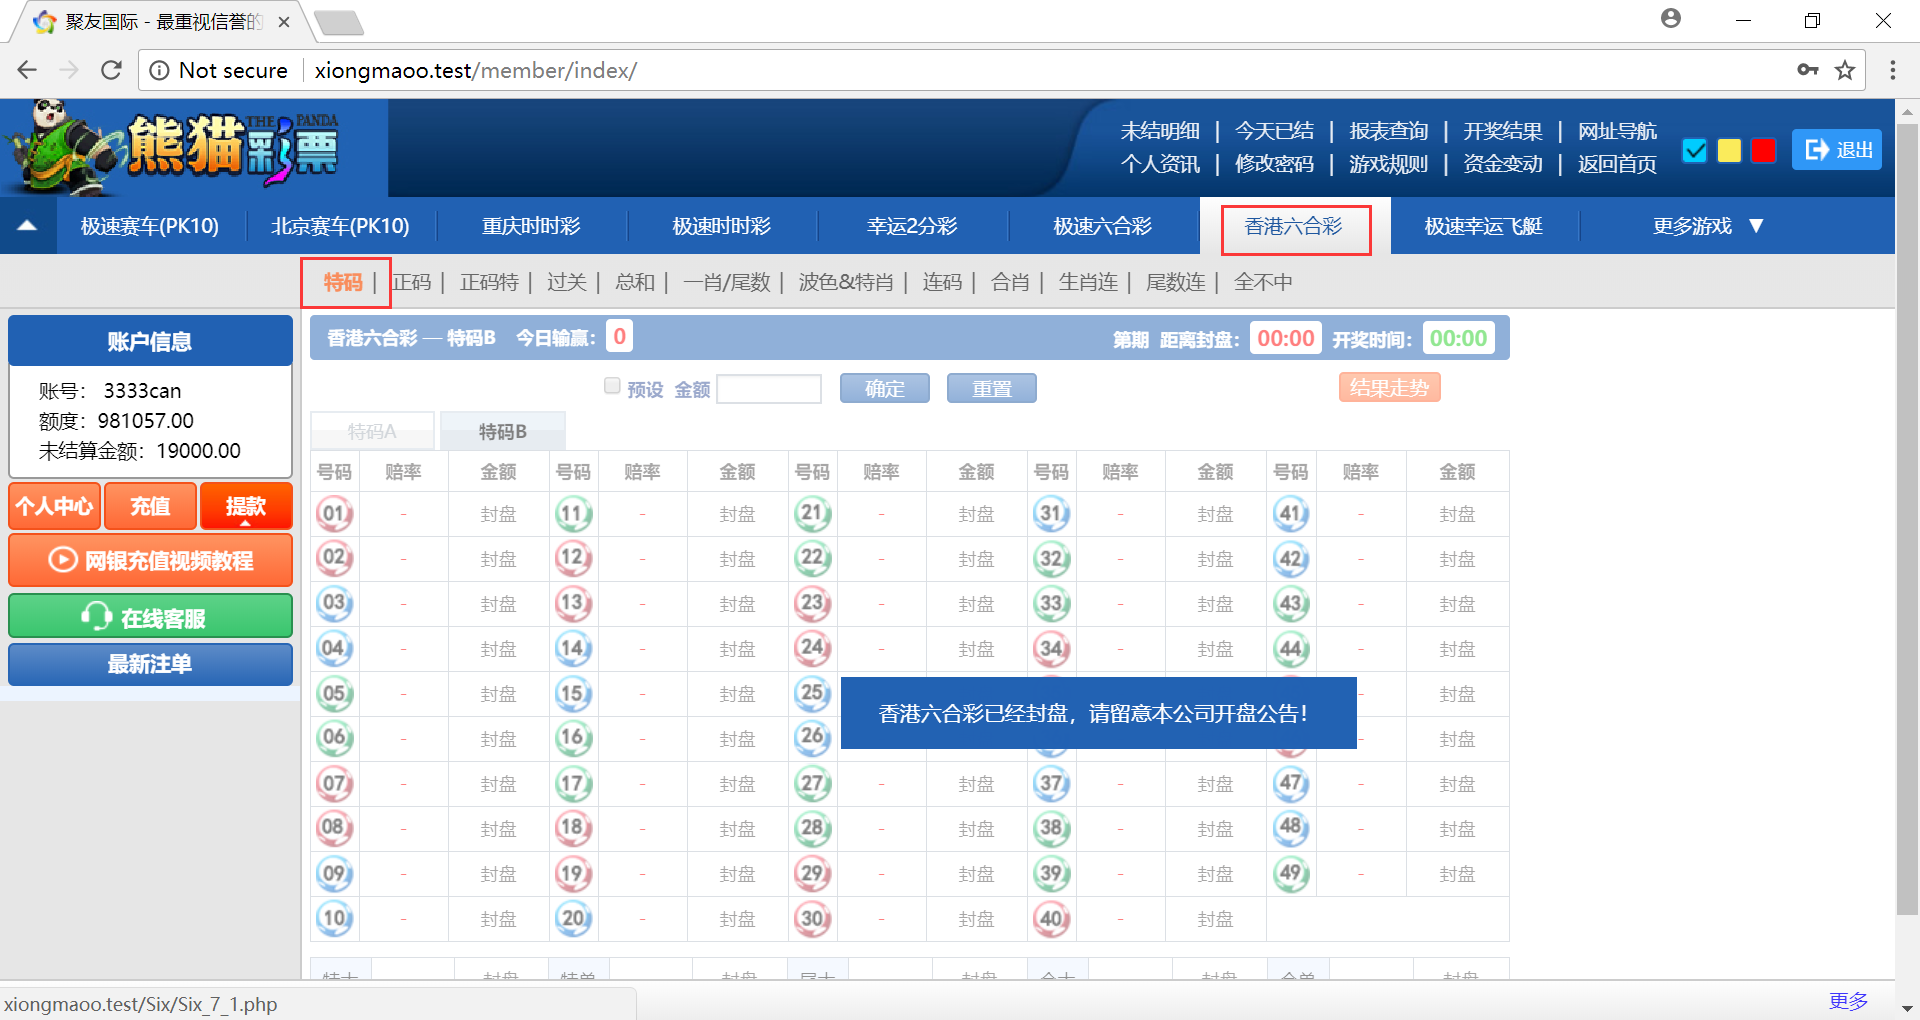 聚友国际 - 最重视信誉的
Not secure | xiongmaoo.test/member/index/
熊猫 THE PANDA 彩票
未结明细 | 今天已结 | 报表查询 | 开奖结果 | 网址导航
个人资讯 | 修改密码 | 游戏规则 | 资金变动 | 返回首页
退出
极速赛车(PK10) 北京赛车(PK10) 重庆时时彩 极速时时彩 幸运2分彩 极速六合彩 香港六合彩 极速幸运飞艇 更多游戏 ▼
特码 | 正码 | 正码特 | 过关 | 总和 | 一肖/尾数 | 波色&特肖 | 连码 | 合肖 | 生肖连 | 尾数连 | 全不中
账户信息
账号： 3333can
额度：981057.00
未结算金额：19000.00
个人中心 充值 提款
网银充值视频教程
在线客服
最新注单
香港六合彩 — 特码B 今日输赢：0 第期 距离封盘：00:00 开奖时间：00:00
预设 金额 确定 重置 结果走势
特码A 特码B
号码 赔率 金额 号码 赔率 金额 号码 赔率 金额 号码 赔率 金额 号码 赔率 金额
01 - 封盘 11 - 封盘 21 - 封盘 31 - 封盘 41 - 封盘
02 - 封盘 12 - 封盘 22 - 封盘 32 - 封盘 42 - 封盘
03 - 封盘 13 - 封盘 23 - 封盘 33 - 封盘 43 - 封盘
04 - 封盘 14 - 封盘 24 - 封盘 34 - 封盘 44 - 封盘
05 - 封盘 15 - 封盘 25 - 封盘
香港六合彩已经封盘，请留意本公司开盘公告！
06 - 封盘 16 - 封盘 26 - 封盘
07 - 封盘 17 - 封盘 27 - 封盘 37 - 封盘 47 - 封盘
08 - 封盘 18 - 封盘 28 - 封盘 38 - 封盘 48 - 封盘
09 - 封盘 19 - 封盘 29 - 封盘 39 - 封盘 49 - 封盘
10 - 封盘 20 - 封盘 30 - 封盘 40 - 封盘
xiongmaoo.test/Six/Six_7_1.php
更多